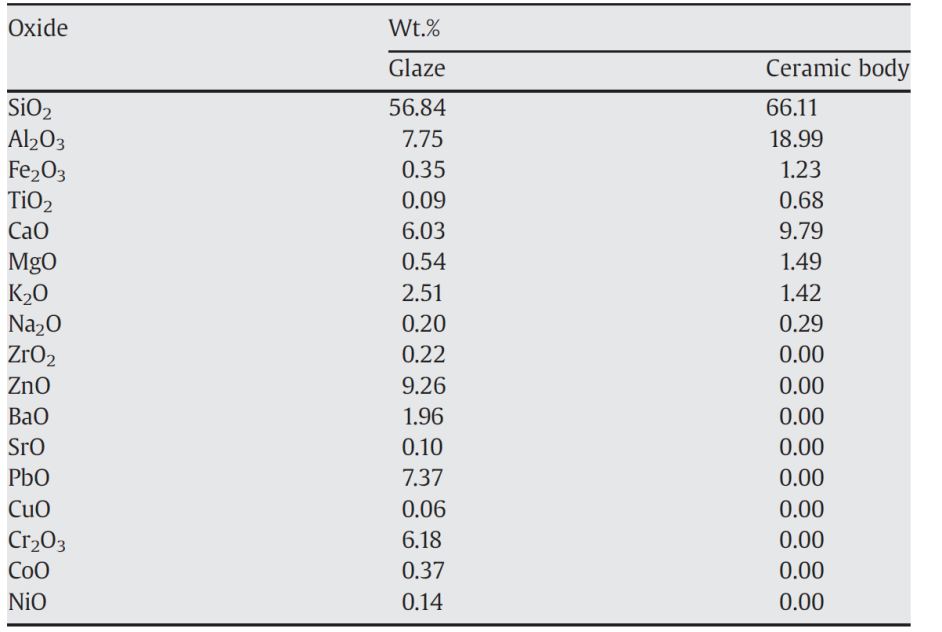 Oxide Wt.%
Glaze Ceramic body
SiO₂ 56.84 66.11
Al₂O₃ 7.75 18.99
Fe₂O₃ 0.35 1.23
TiO₂ 0.09 0.68
CaO 6.03 9.79
MgO 0.54 1.49
K₂O 2.51 1.42
Na₂O 0.20 0.29
ZrO₂ 0.22 0.00
ZnO 9.26 0.00
BaO 1.96 0.00
SrO 0.10 0.00
PbO 7.37 0.00
CuO 0.06 0.00
Cr₂O₃ 6.18 0.00
CoO 0.37 0.00
NiO 0.14 0.00